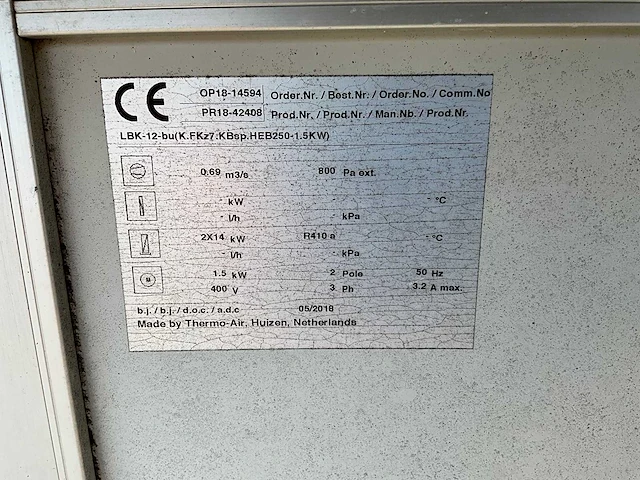 CE OP18-14594 Order.Nr. / Best.Nr. / Order.No. / Comm.No
PR18-42408 Prod.Nr. / Prod.Nr. / Man.Nb. / Prod.Nr.
LBK-12-bu(K.FKz7.KBsp.HEB250-1.5KW)
0.69 m3/s 800 Pa ext.
- kW - °C
- l/h - kPa
2X14 kW R410 a - °C
- l/h - kPa
M 1.5 kW 2 Pole 50 Hz
400 V 3 Ph 3.2 A max.
b.j. / b.j. / d.o.c. / a.d.c 05/2018
Made by Thermo-Air, Huizen, Netherlands